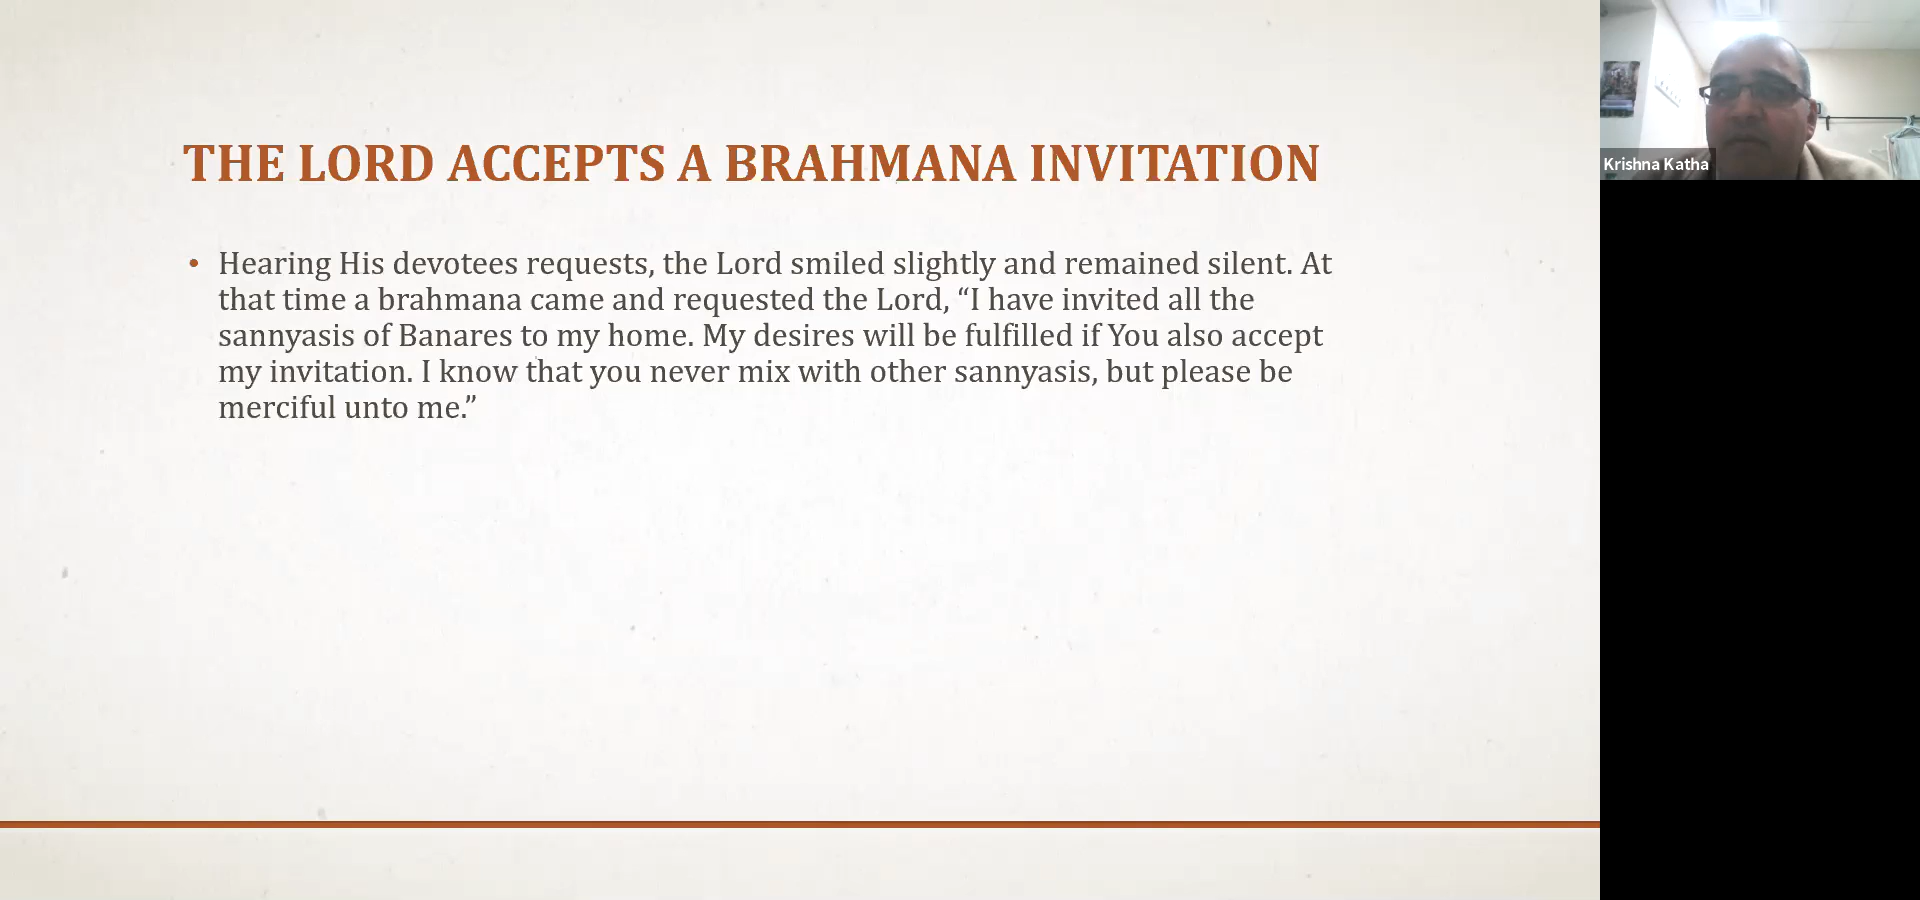 THE LORD ACCEPTS A BRAHMANA INVITATION
• Hearing His devotees requests, the Lord smiled slightly and remained silent. At
that time a brahmana came and requested the Lord, “I have invited all the
sannyasis of Banares to my home. My desires will be fulfilled if You also accept
my invitation. I know that you never mix with other sannyasis, but please be
merciful unto me.”
Krishna Katha